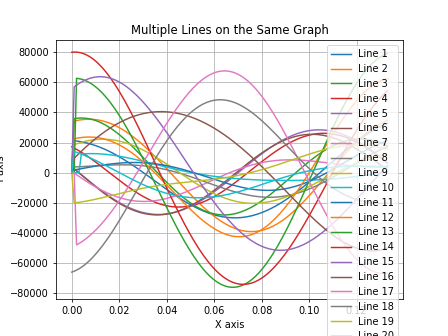 Multiple Lines on the Same Graph
80000
60000
40000
20000
0
−20000
−40000
−60000
−80000
0.00
0.02
0.04
0.06
0.08
0.10
X axis
Line 1
Line 2
Line 3
Line 4
Line 5
Line 6
Line 7
Line 8
Line 9
Line 10
Line 11
Line 12
Line 13
Line 14
Line 15
Line 16
Line 17
Line 18
Line 19
Line 20